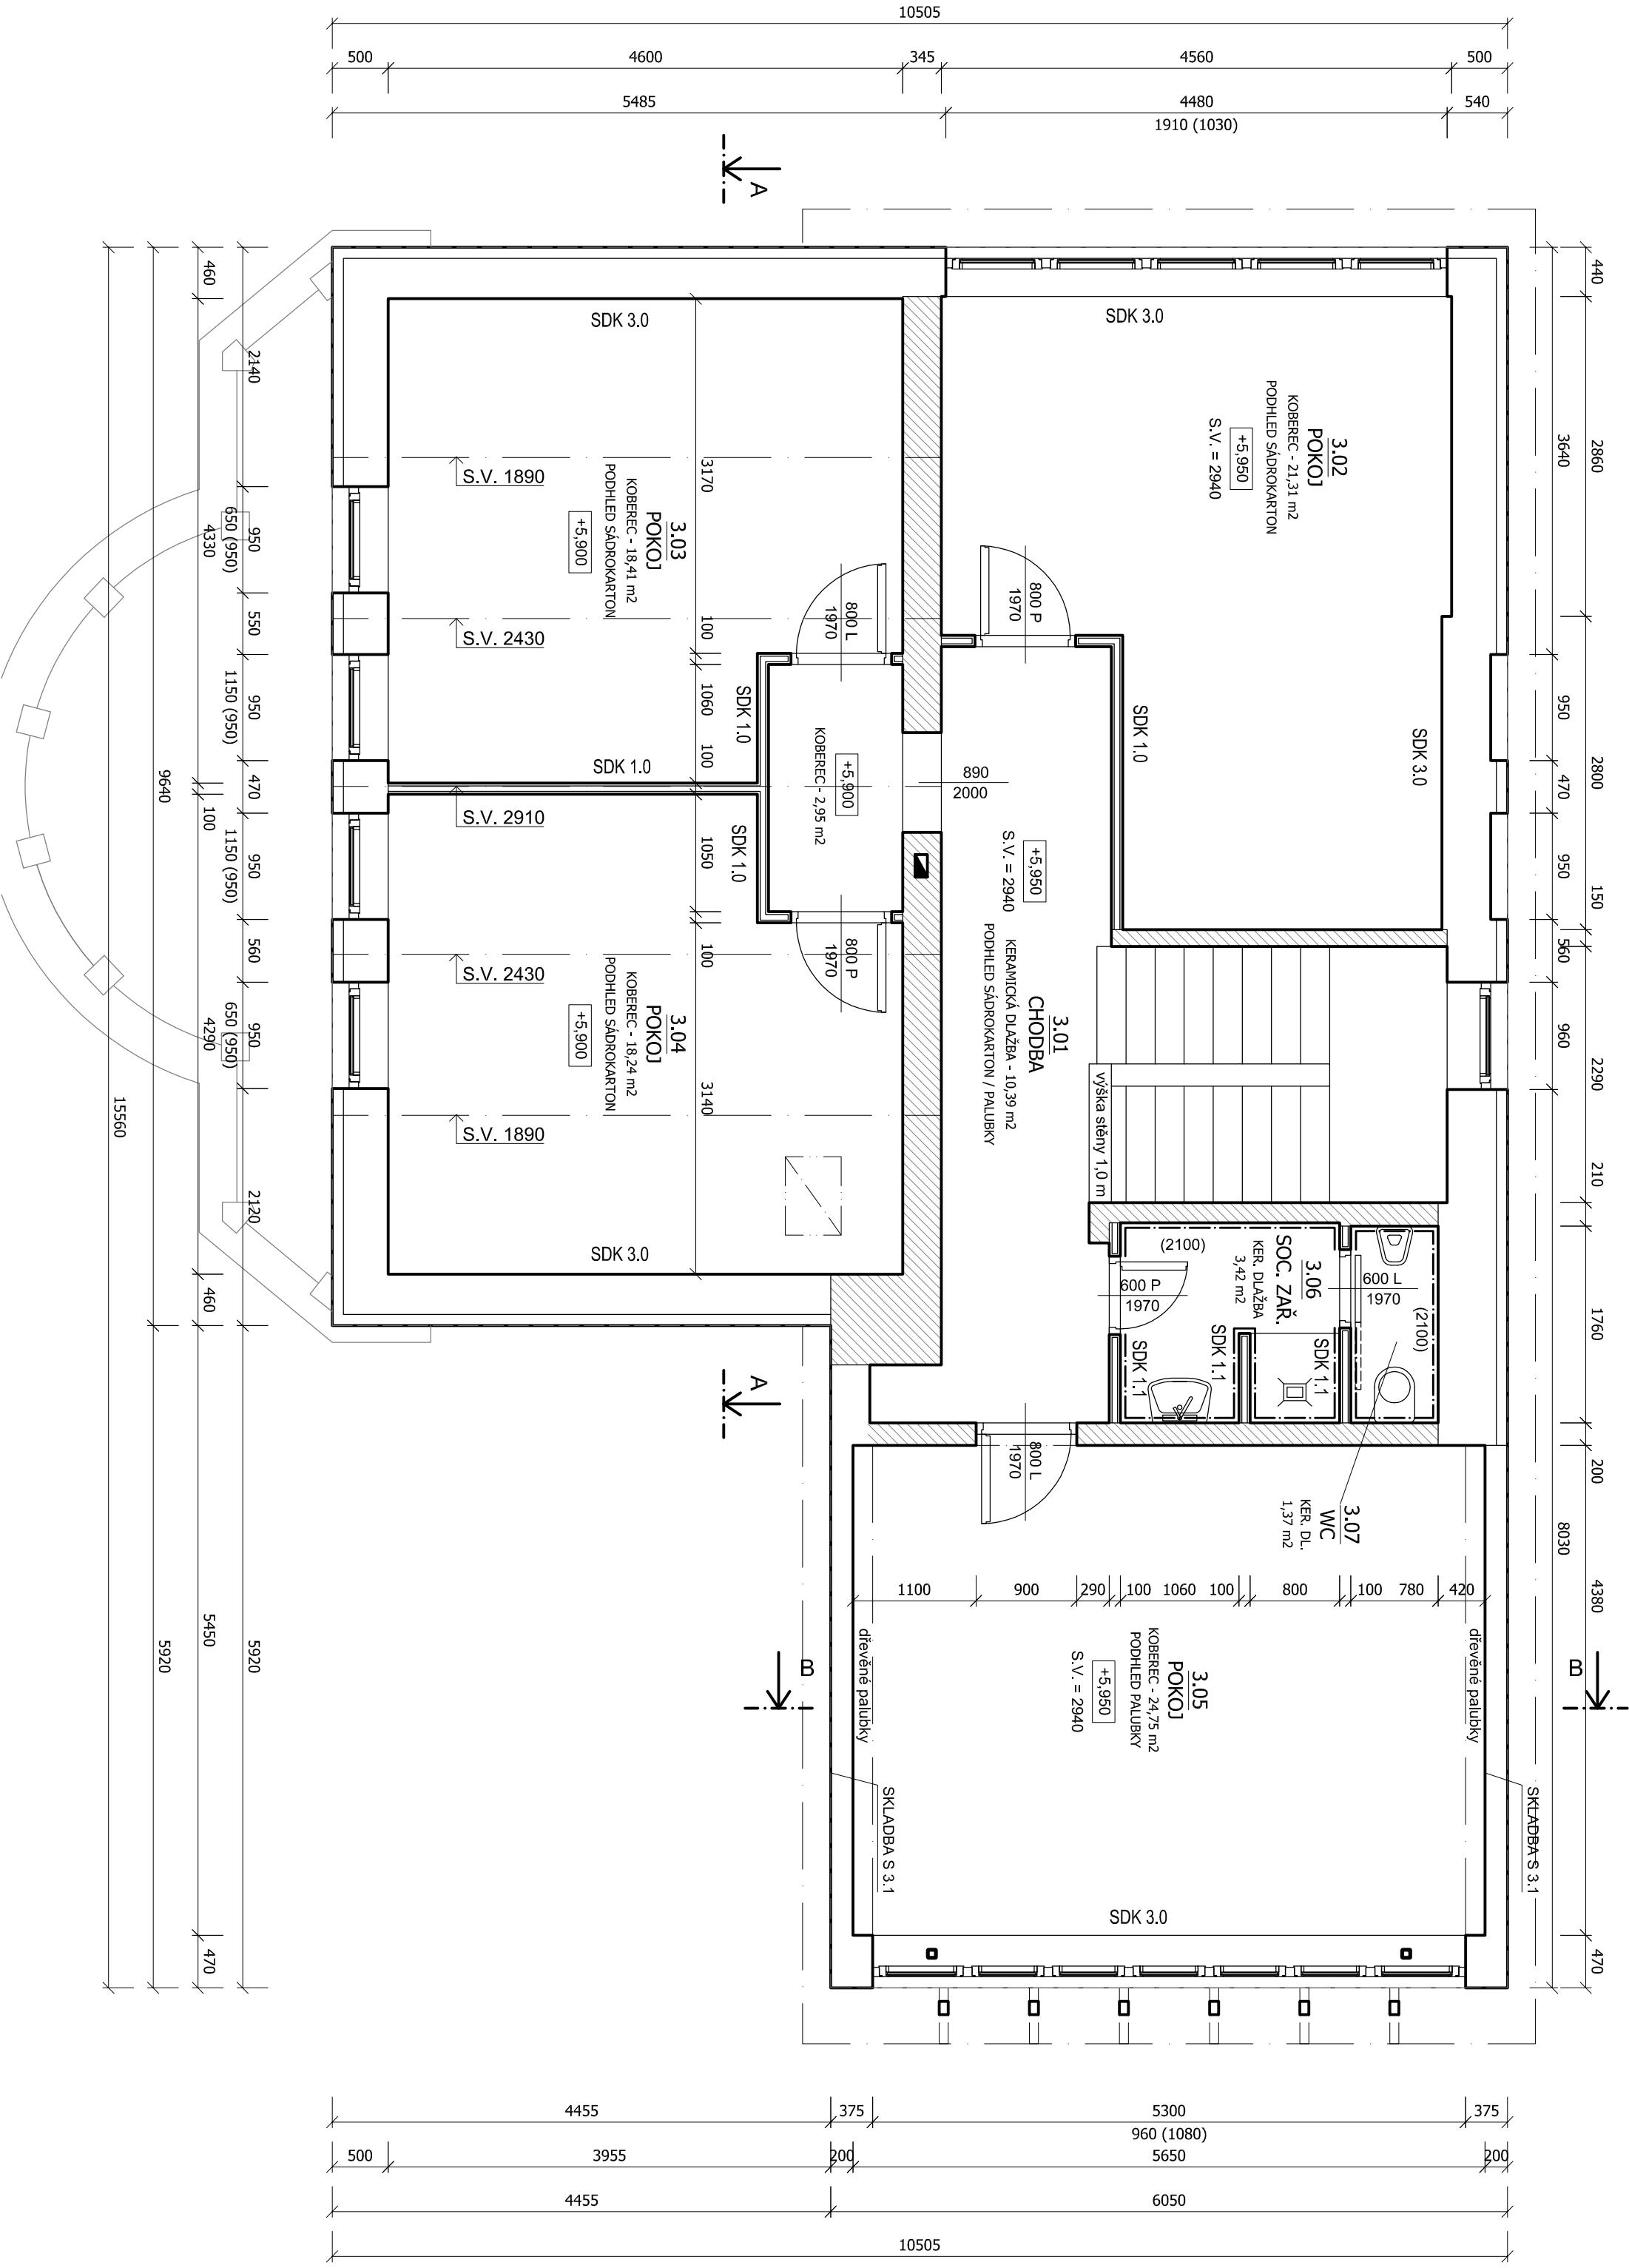 10505
500
4600
345
4560
500
5485
4480
540
1910 (1030)
A
460
2140
650 (950)
950
4330
550
1150 (950)
950
470
100
1150 (950)
950
560
650 (950)
950
4290
2120
460
9640
15560
5920
5450
5920
470
440
2860
3640
950
2800
470
950
150
560
960
2290
210
1760
200
8030
4380
470
SDK 3.0
SDK 3.0
3.02
POKOJ
KOBEREC - 21,31 m2
PODHLED SÁDROKARTON
+5,950
S.V. = 2940
S.V. 1890
3170
3.03
POKOJ
KOBEREC - 18,41 m2
PODHLED SÁDROKARTON
+5,900
800 L
1970
800 P
1970
S.V. 2430
100
1060
100
SDK 1.0
SDK 1.0
SDK 1.0
SDK 3.0
SDK 1.0
+5,900
KOBEREC - 2,95 m2
890
2000
S.V. 2910
1050
100
+5,950
S.V. = 2940
3.01
CHODBA
KERAMICKÁ DLAŽBA - 10,39 m2
PODHLED SÁDROKARTON / PALUBKY
800 P
1970
S.V. 2430
3.04
POKOJ
KOBEREC - 18,24 m2
PODHLED SÁDROKARTON
+5,900
3140
S.V. 1890
výška stěny 1,0 m
SDK 3.0
(2100)
3.06
SOC. ZAŘ.
KER. DLAŽBA
3,42 m2
600 P
1970
600 L
1970
(2100)
SDK 1.1
SDK 1.1
SDK 1.1
A
800 L
1970
3.07
WC
KER. DL.
1,37 m2
1100
900
290
100
1060
100
800
100
780
420
dřevěné palubky
dřevěné palubky
3.05
POKOJ
KOBEREC - 24,75 m2
PODHLED PALUBKY
+5,950
S.V. = 2940
B
B
SKLADBA S 3.1
SKLADBA S 3.1
SDK 3.0
4455
375
5300
375
960 (1080)
500
3955
200
5650
200
4455
6050
10505